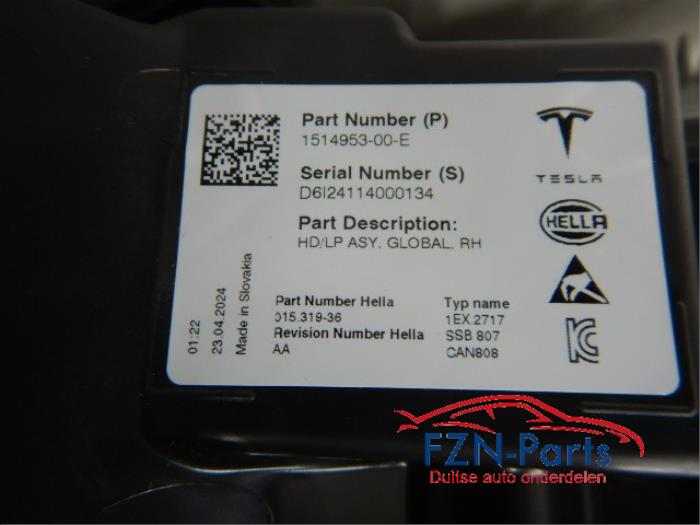 Part Number (P)
1514953-00-E
Serial Number (S)
D6I24114000134
Part Description:
HD/LP ASY, GLOBAL, RH
TESLA
HELLA
01:22
23.04.2024
Made in Slovakia
Part Number Hella
015.319-36
Revision Number Hella
AA
Typ name
1EX.2717
SSB 807
CAN808
FZN-Parts
Duitse auto onderdelen